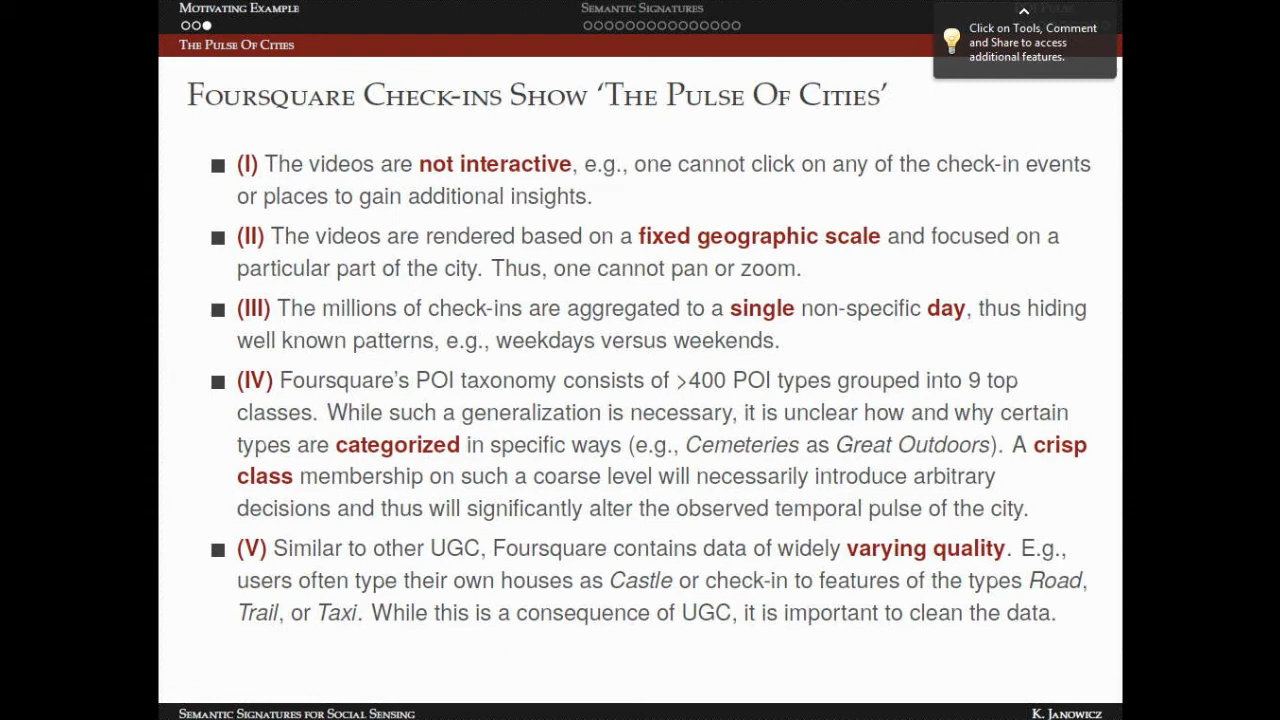 Motivating Example
Semantic Signatures
The Pulse Of Cities
Click on Tools, Comment
and Share to access
additional features.
Foursquare Check-ins Show ‘The Pulse Of Cities’
(I) The videos are not interactive, e.g., one cannot click on any of the check-in events
or places to gain additional insights.
(II) The videos are rendered based on a fixed geographic scale and focused on a
particular part of the city. Thus, one cannot pan or zoom.
(III) The millions of check-ins are aggregated to a single non-specific day, thus hiding
well known patterns, e.g., weekdays versus weekends.
(IV) Foursquare's POI taxonomy consists of >400 POI types grouped into 9 top
classes. While such a generalization is necessary, it is unclear how and why certain
types are categorized in specific ways (e.g., Cemeteries as Great Outdoors). A crisp
class membership on such a coarse level will necessarily introduce arbitrary
decisions and thus will significantly alter the observed temporal pulse of the city.
(V) Similar to other UGC, Foursquare contains data of widely varying quality. E.g.,
users often type their own houses as Castle or check-in to features of the types Road,
Trail, or Taxi. While this is a consequence of UGC, it is important to clean the data.
Semantic Signatures for Social Sensing
K. Janowicz